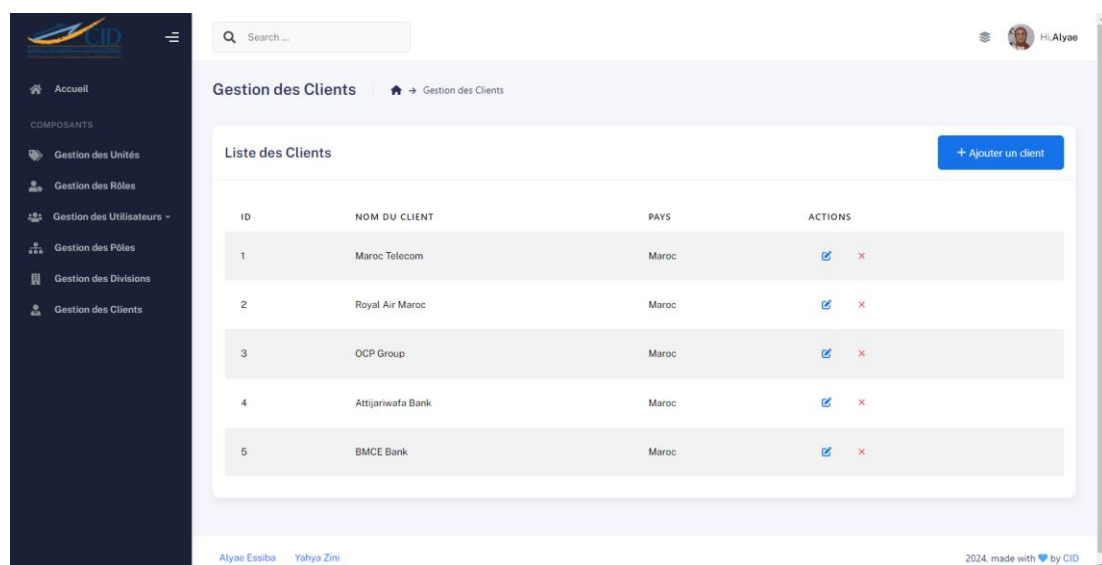 CID
Search ...
Hi,Alyae
Accueil
Gestion des Clients
→ Gestion des Clients
COMPOSANTS
Gestion des Unités
Gestion des Rôles
Gestion des Utilisateurs
Gestion des Pôles
Gestion des Divisions
Gestion des Clients
Liste des Clients
+ Ajouter un client
ID NOM DU CLIENT PAYS ACTIONS
1 Maroc Telecom Maroc
2 Royal Air Maroc Maroc
3 OCP Group Maroc
4 Attijariwafa Bank Maroc
5 BMCE Bank Maroc
Alyae Essiba Yahya Zini
2024, made with 💙 by CID